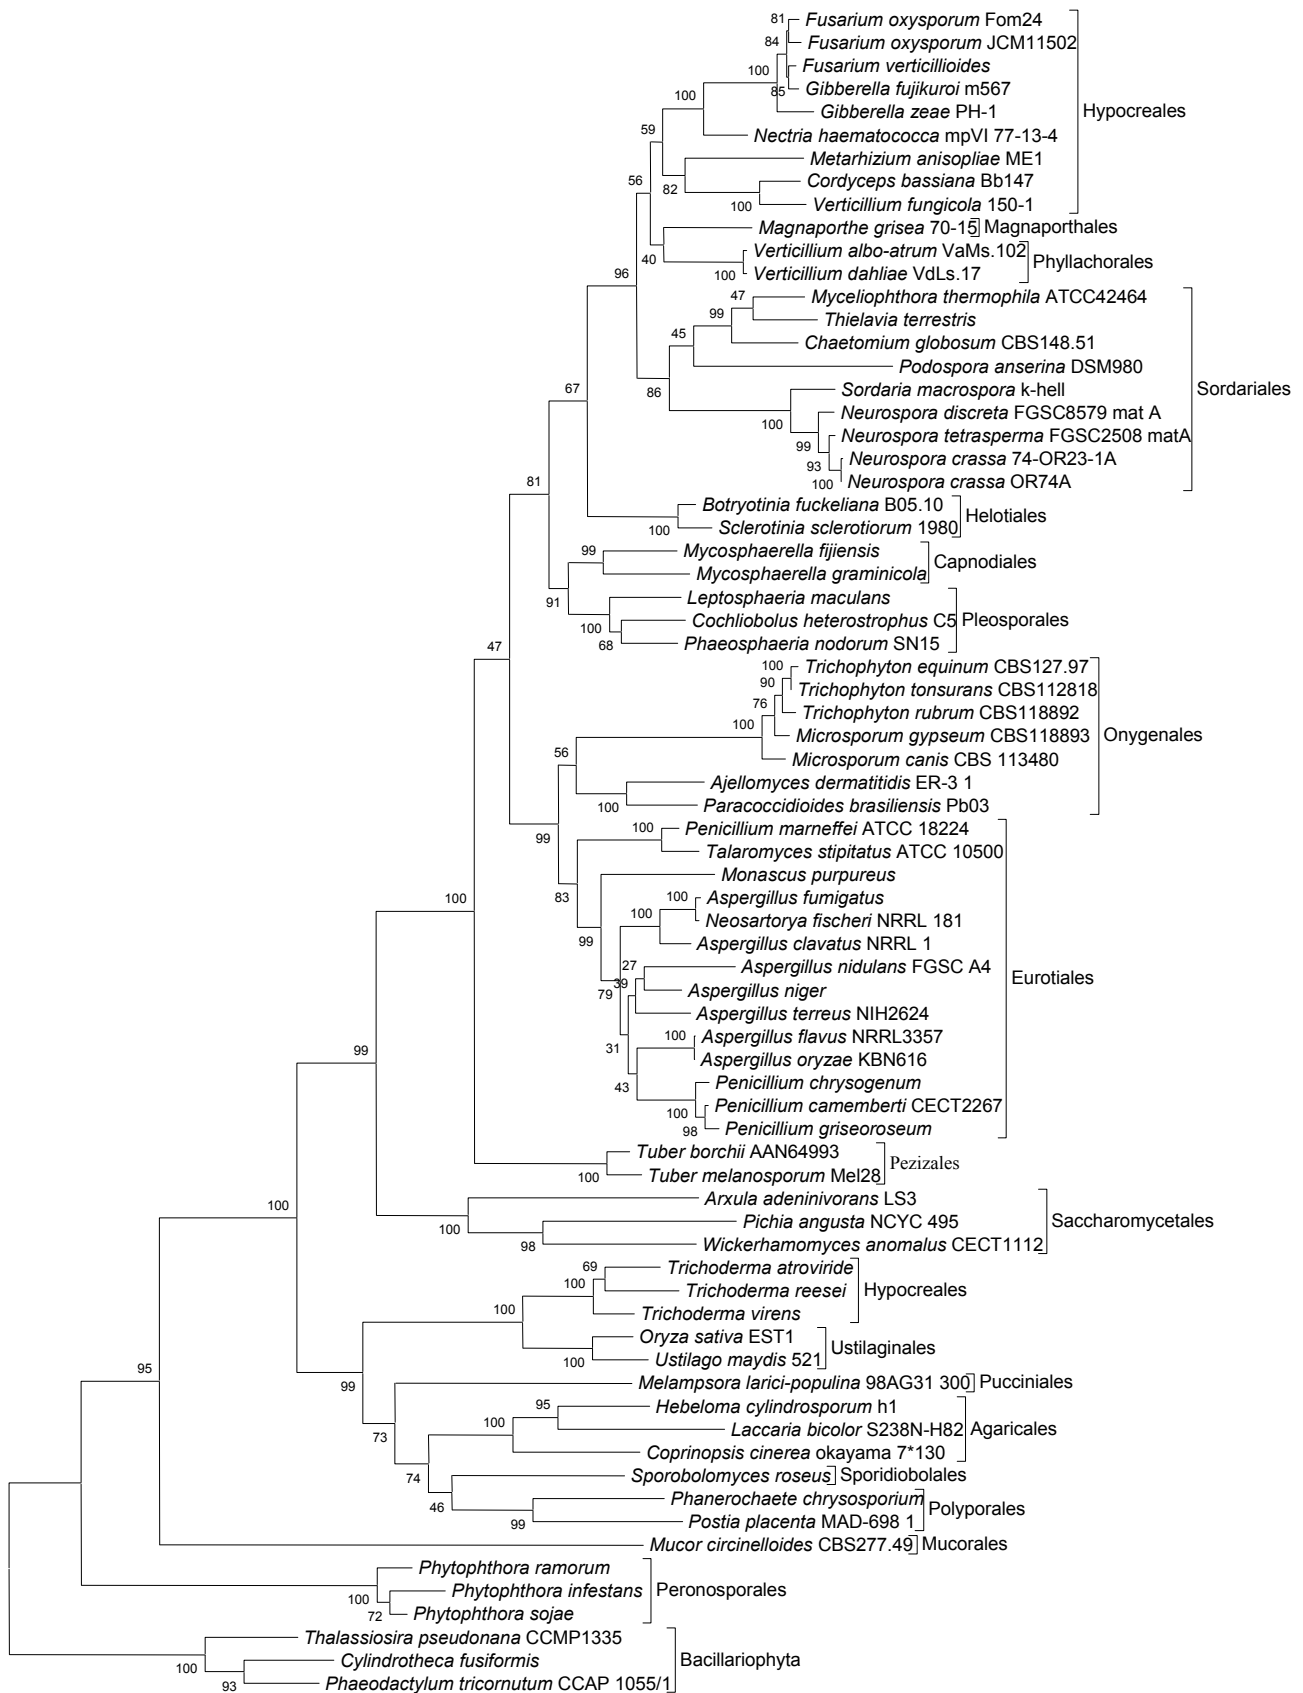 81 Fusarium oxysporum Fom24
84 Fusarium oxysporum JCM11502
Fusarium verticillioides
100
85 Gibberella fujikuroi m567
100
Gibberella zeae PH-1
Hypocreales
59 Nectria haematococca mpVI 77-13-4
Metarhizium anisopliae ME1
56 82 Cordyceps bassiana Bb147
100 Verticillium fungicola 150-1
Magnaporthe grisea 70-15 Magnaporthales
Verticillium albo-atrum VaMs.102
40 Phyllachorales
96 100 Verticillium dahliae VdLs.17
47 Myceliophthora thermophila ATCC42464
99 Thielavia terrestris
45 Chaetomium globosum CBS148.51
Podospora anserina DSM980
67 86 Sordaria macrospora k-hell Sordariales
100 Neurospora discreta FGSC8579 mat A
99 Neurospora tetrasperma FGSC2508 matA
93 Neurospora crassa 74-OR23-1A
81 100 Neurospora crassa OR74A
Botryotinia fuckeliana B05.10
Helotiales
100 Sclerotinia sclerotiorum 1980
99 Mycosphaerella fijiensis
Capnodiales
Mycosphaerella graminicola
91 Leptosphaeria maculans
100 Cochliobolus heterostrophus C5 Pleosporales
47 68 Phaeosphaeria nodorum SN15
100 Trichophyton equinum CBS127.97
90 Trichophyton tonsurans CBS112818
76 Trichophyton rubrum CBS118892
100 Microsporum gypseum CBS118893 Onygenales
56 Microsporum canis CBS 113480
Ajellomyces dermatitidis ER-3 1
100 Paracoccidioides brasiliensis Pb03
99 100 Penicillium marneffei ATCC 18224
Talaromyces stipitatus ATCC 10500
Monascus purpureus
83 100 Aspergillus fumigatus
100 100 Neosartorya fischeri NRRL 181
99 Aspergillus clavatus NRRL 1
27 Aspergillus nidulans FGSC A4
39 Eurotiales
79 Aspergillus niger
Aspergillus terreus NIH2624
100 Aspergillus flavus NRRL3357
99 31 Aspergillus oryzae KBN616
43 Penicillium chrysogenum
100 Penicillium camemberti CECT2267
98 Penicillium griseoroseum
Tuber borchii AAN64993
Pezizales
100 Tuber melanosporum Mel28
100 Arxula adeninivorans LS3
100 Pichia angusta NCYC 495 Saccharomycetales
98 Wickerhamomyces anomalus CECT1112
69 Trichoderma atroviride
100 Trichoderma reesei Hypocreales
100 Trichoderma virens
Oryza sativa EST1
Ustilaginales
100 Ustilago maydis 521
95 99 Melampsora larici-populina 98AG31 300 Pucciniales
95 Hebeloma cylindrosporum h1
100 Laccaria bicolor S238N-H82 Agaricales
73 Coprinopsis cinerea okayama 7*130
74 Sporobolomyces roseus Sporidiobolales
46 Phanerochaete chrysosporium
Polyporales
99 Postia placenta MAD-698 1
Mucor circinelloides CBS277.49 Mucorales
Phytophthora ramorum
100 Phytophthora infestans Peronosporales
72 Phytophthora sojae
Thalassiosira pseudonana CCMP1335
100 Cylindrotheca fusiformis Bacillariophyta
93 Phaeodactylum tricornutum CCAP 1055/1